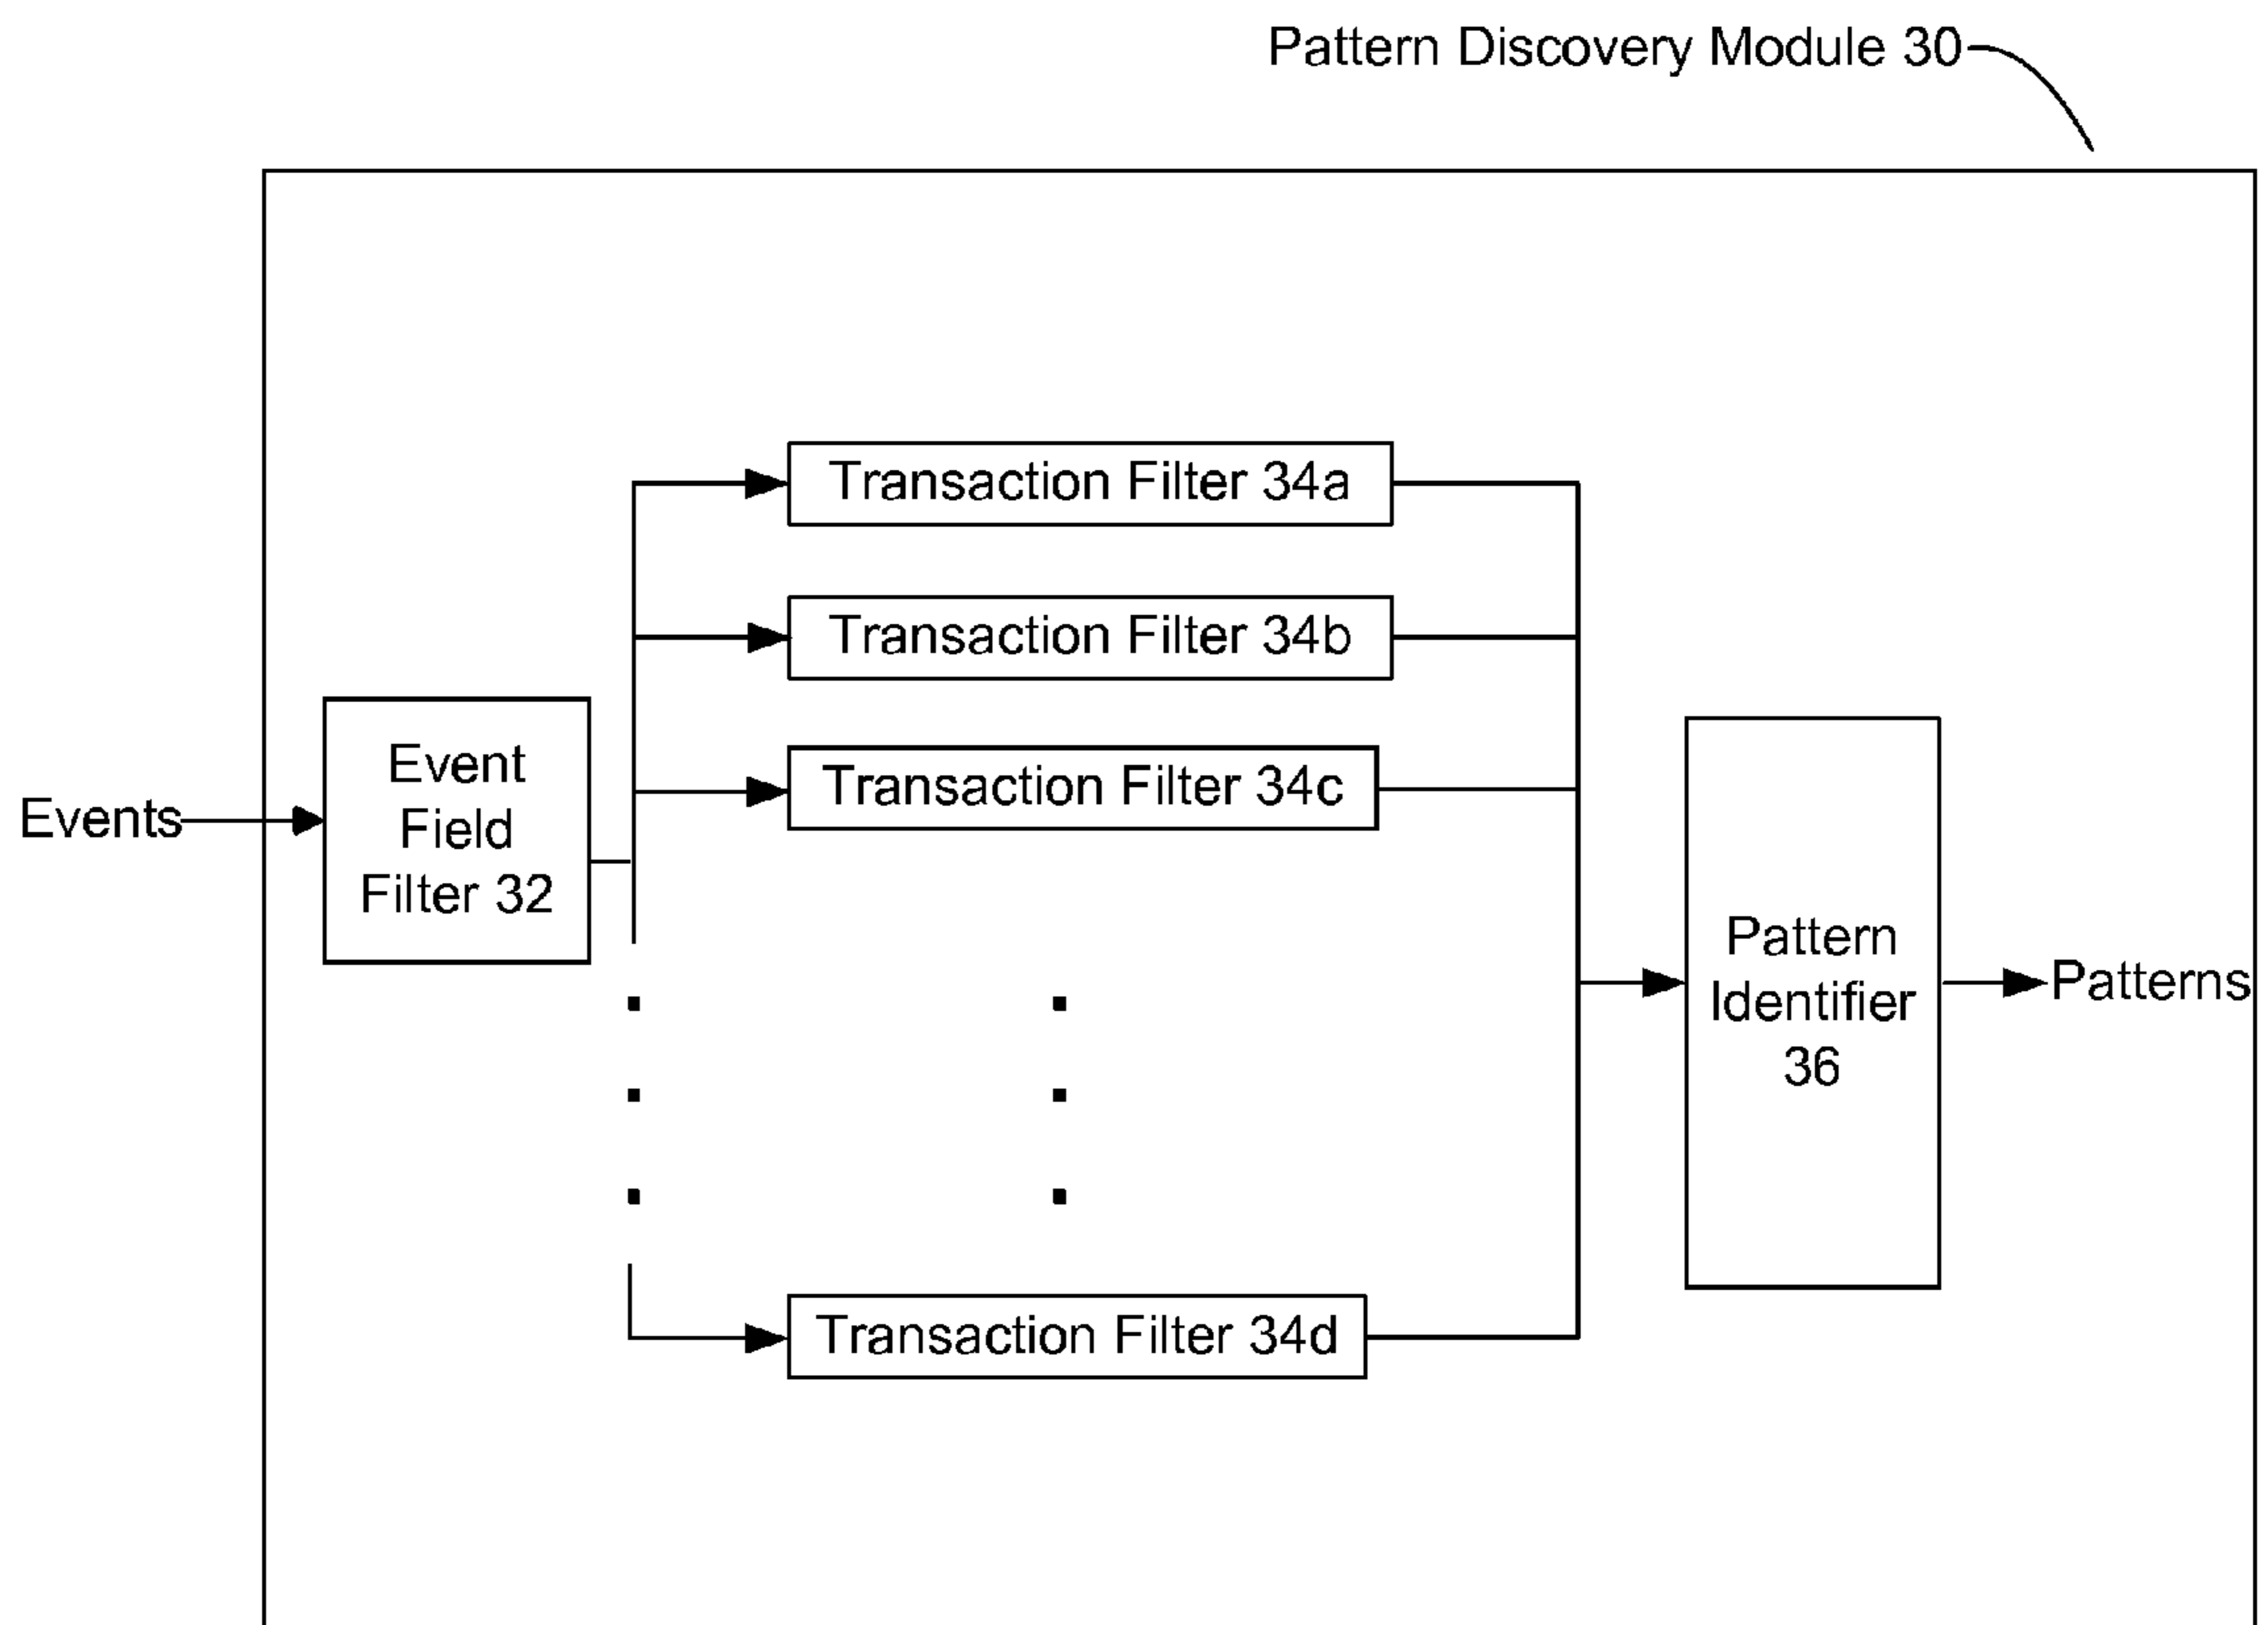 Pattern Discovery Module 30
Transaction Filter 34a
Transaction Filter 34b
Transaction Filter 34c
Event
Field
Filter 32
Events
Pattern
Identifier
36
Patterns
Transaction Filter 34d